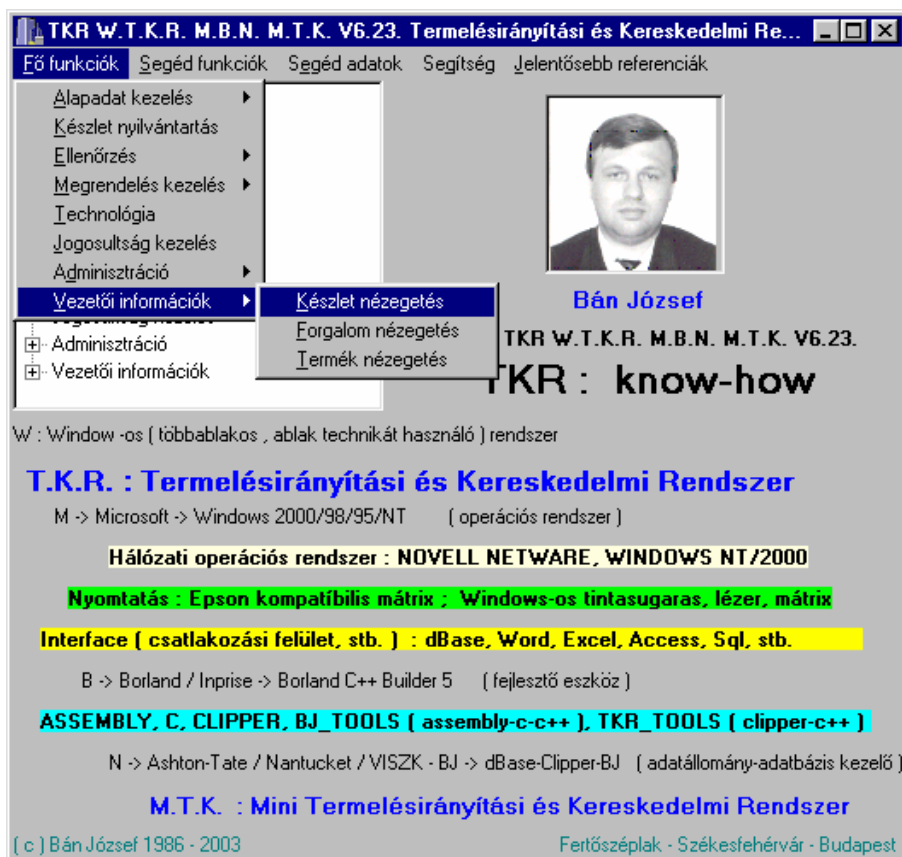 TKR W.T.K.R. M.B.N. M.T.K. V6.23. Termelésirányítási és Kereskedelmi Re...
Fő funkciók Segéd funkciók Segéd adatok Segítség Jelentősebb referenciák
Alapadat kezelés
Készlet nyilvántartás
Ellenőrzés
Megrendelés kezelés
Technológia
Jogosultság kezelés
Adminisztráció
Vezetői információk
Készlet nézegetés
Forgalom nézegetés
Termék nézegetés
Adminisztráció
Vezetői információk
Bán József
TKR W.T.K.R. M.B.N. M.T.K. V6.23.
TKR : know-how
W : Window -os ( többablakos , ablak technikát használó ) rendszer
T.K.R. : Termelésirányítási és Kereskedelmi Rendszer
M -> Microsoft -> Windows 2000/98/95/NT ( operációs rendszer )
Hálózati operációs rendszer : NOVELL NETWARE, WINDOWS NT/2000
Nyomtatás : Epson kompatíbilis mátrix ; Windows-os tintasugaras, lézer, mátrix
Interface ( csatlakozási felület, stb. ) : dBase, Word, Excel, Access, Sql, stb.
B -> Borland / Inprise -> Borland C++ Builder 5 ( fejlesztő eszköz )
ASSEMBLY, C, CLIPPER, BJ_TOOLS ( assembly-c-c++ ), TKR_TOOLS ( clipper-c++ )
N -> Ashton-Tate / Nantucket / VISZK - BJ -> dBase-Clipper-BJ ( adatállomány-adatbázis kezelő )
M.T.K. : Mini Termelésirányítási és Kereskedelmi Rendszer
( c ) Bán József 1986 - 2003 Fertőszéplak - Székesfehérvár - Budapest